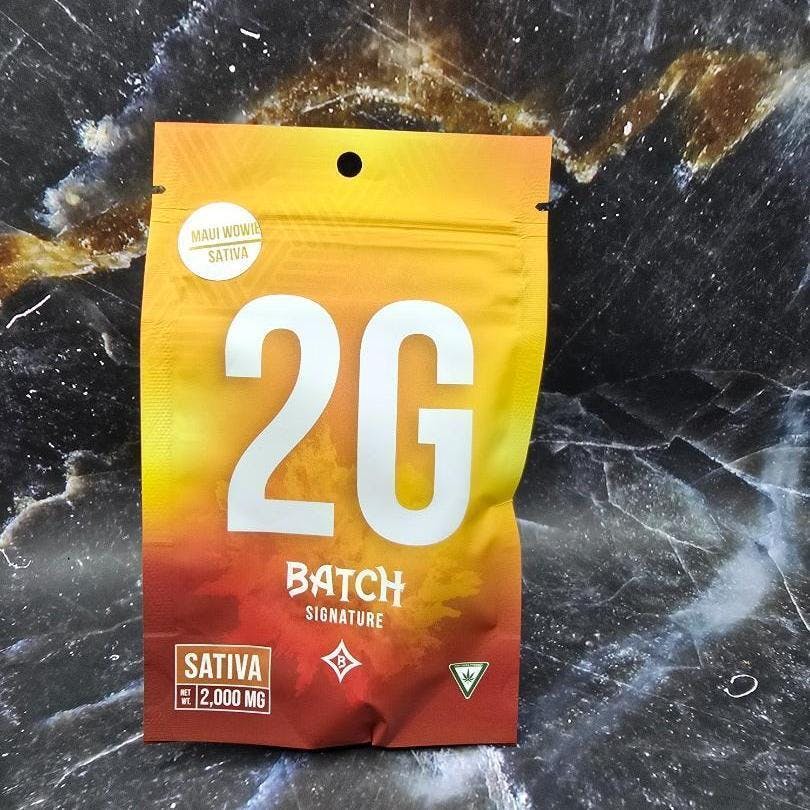 MAUI WOWIE
SATIVA
2G
BATCH
SIGNATURE
B
SATIVA
NET WT. 2,000 MG